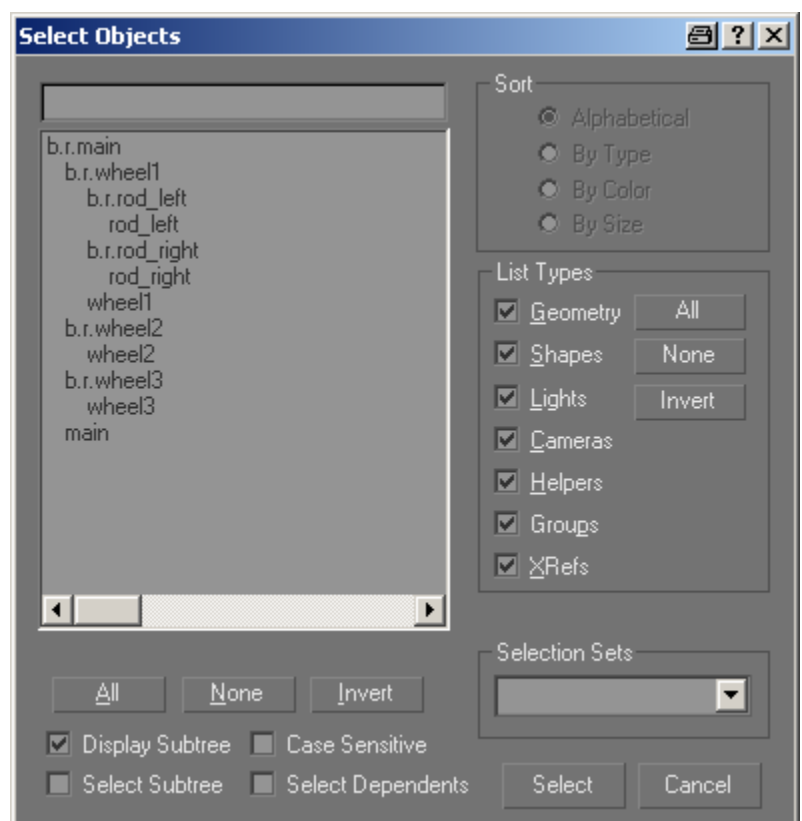 Select Objects
b.r.main
b.r.wheel1
b.r.rod_left
rod_left
b.r.rod_right
rod_right
wheel1
b.r.wheel2
wheel2
b.r.wheel3
wheel3
main
All None Invert
Display Subtree Case Sensitive
Select Subtree Select Dependents
Sort
Alphabetical
By Type
By Color
By Size
List Types
Geometry All
Shapes None
Lights Invert
Cameras
Helpers
Groups
XRefs
Selection Sets
Select Cancel